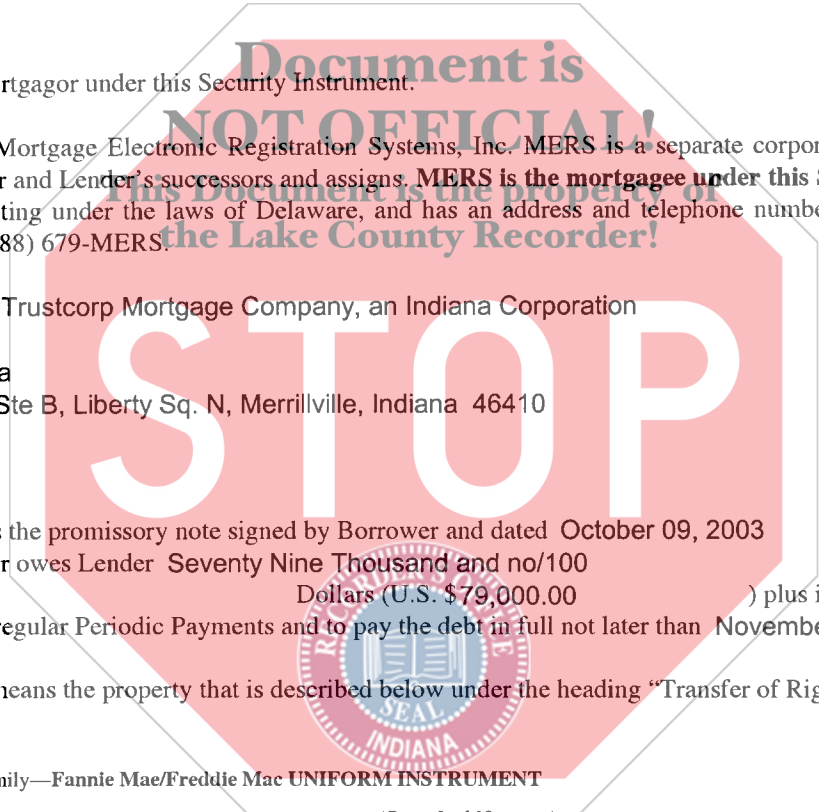 Document is
rtgagor under this Security Instrument.
NOT OFFICIAL!
Mortgage Electronic Registration Systems, Inc. MERS is a separate corpor
r and Lender's successors and assigns. MERS is the mortgagee under this S
This Document is the property of
ting under the laws of Delaware, and has an address and telephone numbe
the Lake County Recorder!
88) 679-MERS.
Trustcorp Mortgage Company, an Indiana Corporation
STOP
a
Ste B, Liberty Sq. N, Merrillville, Indiana 46410
s the promissory note signed by Borrower and dated October 09, 2003
r owes Lender Seventy Nine Thousand and no/100
Dollars (U.S. $79,000.00 ) plus i
regular Periodic Payments and to pay the debt in full not later than Novembe
RECORDER'S OFFICE
neans the property that is described below under the heading “Transfer of Rig
SEAL
INDIANA
nily—Fannie Mae/Freddie Mac UNIFORM INSTRUMENT